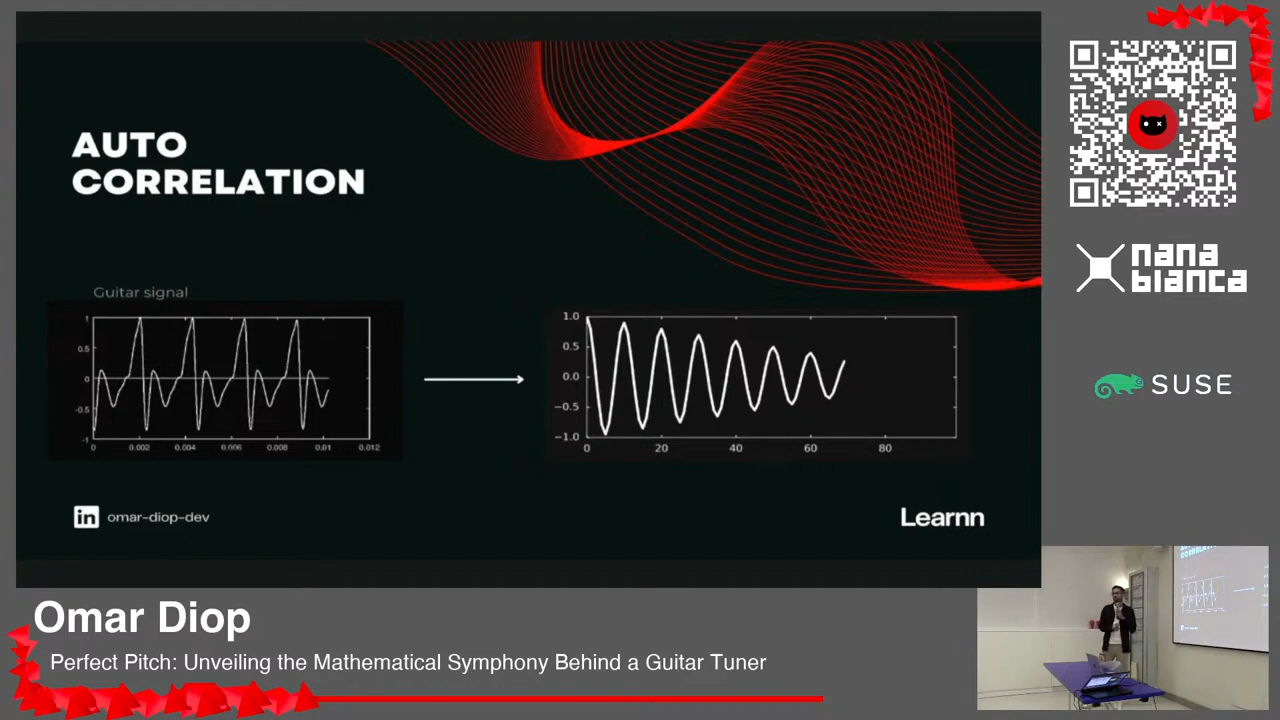 AUTO
CORRELATION
Guitar signal
1
0.5
0
-0.5
-1
0
0.002
0.004
0.006
0.008
0.01
0.012
1.0
0.5
0.0
−0.5
−1.0
0
20
40
60
80
in omar-diop-dev
Learnn
nana
bianca
SUSE
Omar Diop
Perfect Pitch: Unveiling the Mathematical Symphony Behind a Guitar Tuner